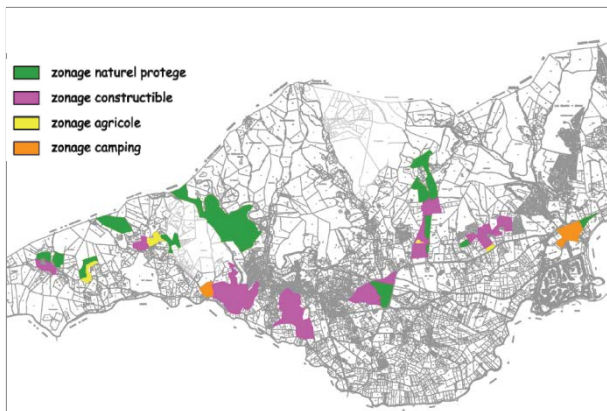 zonage naturel protege
zonage constructible
zonage agricole
zonage camping